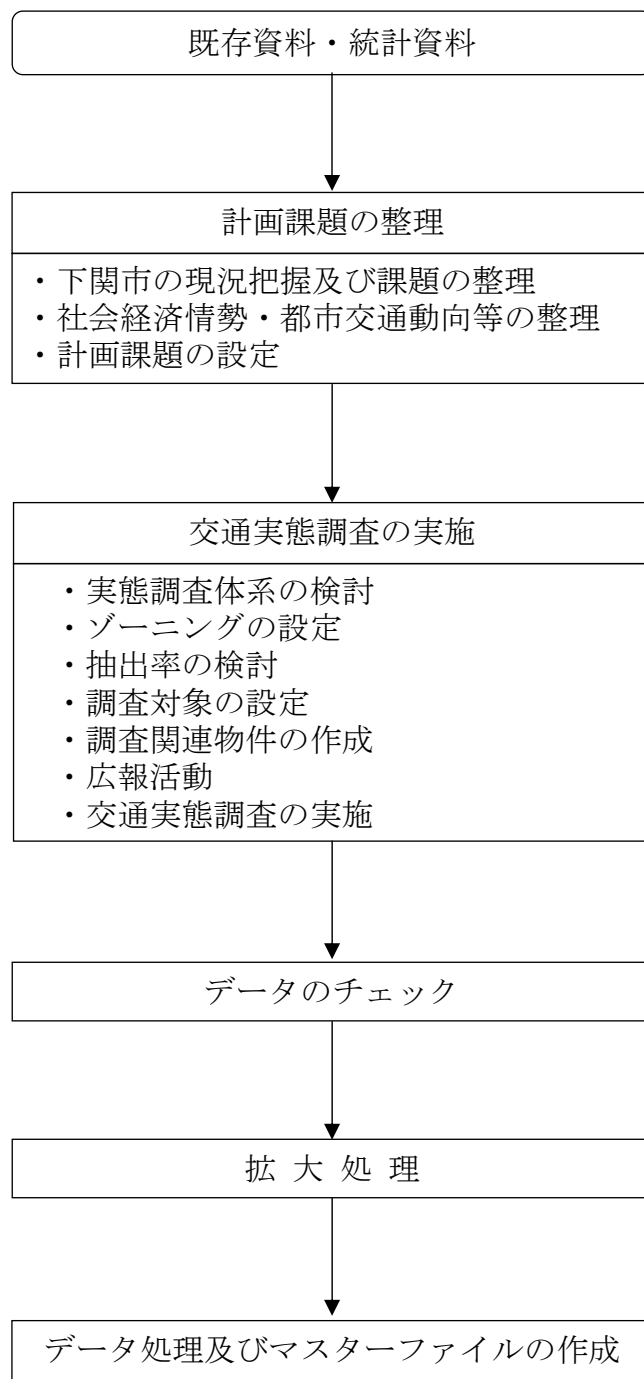 既存資料・統計資料
計画課題の整理
・下関市の現況把握及び課題の整理
・社会経済情勢・都市交通動向等の整理
・計画課題の設定
交通実態調査の実施
・実態調査体系の検討
・ゾーニングの設定
・抽出率の検討
・調査対象の設定
・調査関連物件の作成
・広報活動
・交通実態調査の実施
データのチェック
拡 大 処 理
データ処理及びマスターファイルの作成